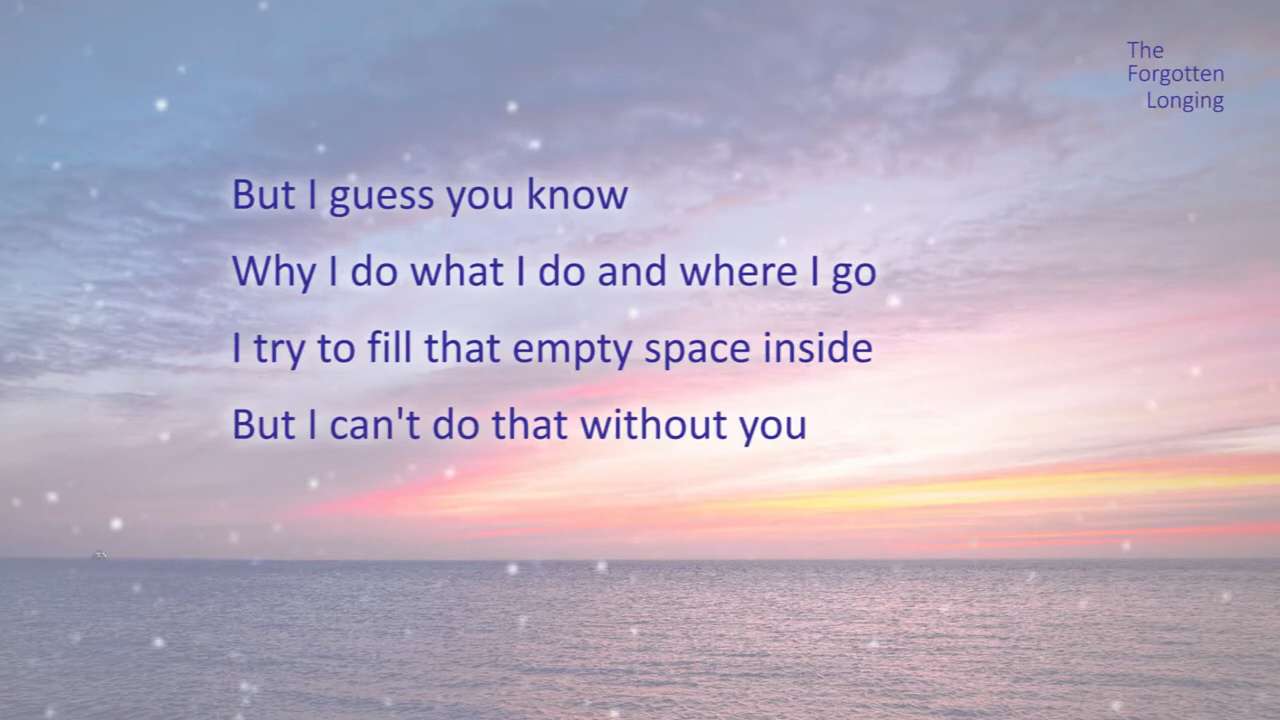 The
Forgotten
Longing
But I guess you know
Why I do what I do and where I go
I try to fill that empty space inside
But I can't do that without you